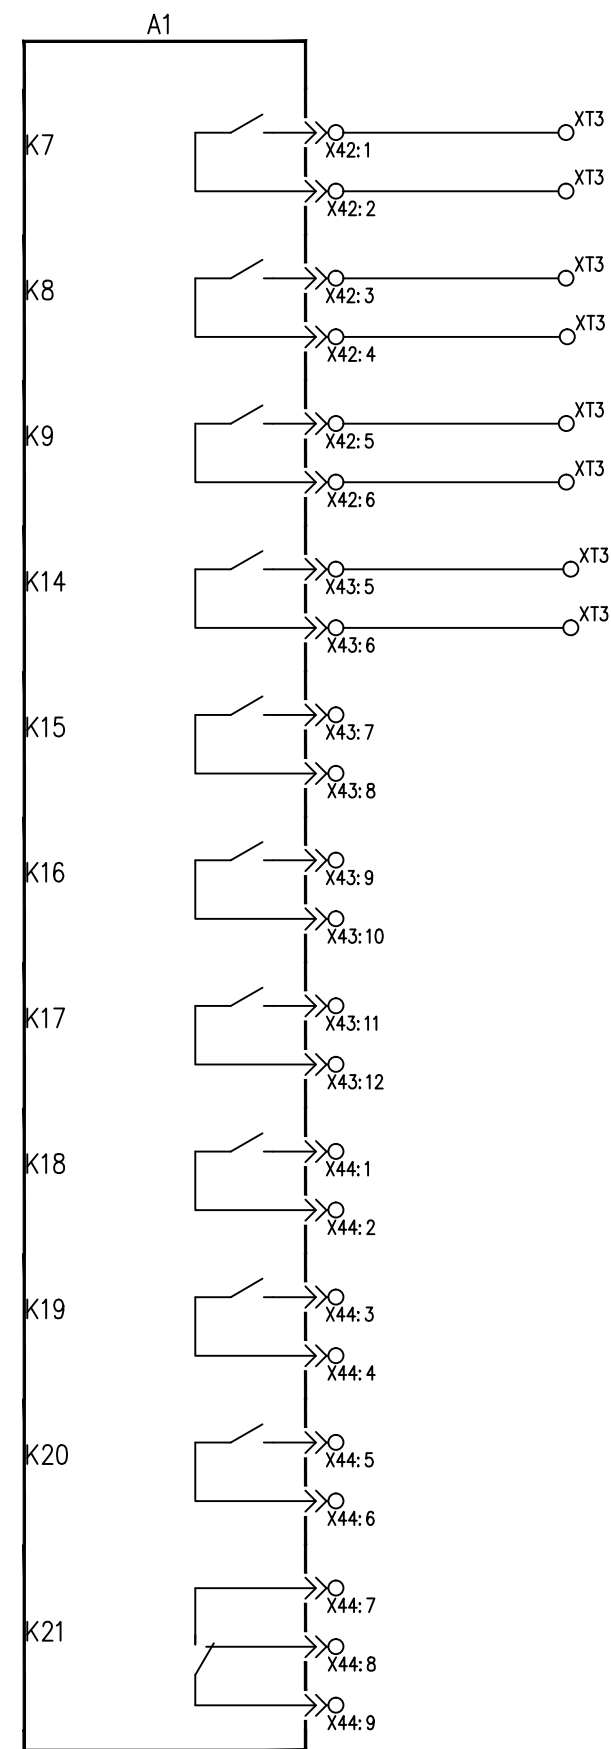 A1
XT3
K7
X42:1
XT3
X42:2
XT3
K8
X42:3
XT3
X42:4
XT3
K9
X42:5
XT3
X42:6
XT3
K14
X43:5
XT3
X43:6
K15
X43:7
X43:8
K16
X43:9
X43:10
K17
X43:11
X43:12
K18
X44:1
X44:2
K19
X44:3
X44:4
K20
X44:5
X44:6
X44:7
K21
X44:8
X44:9